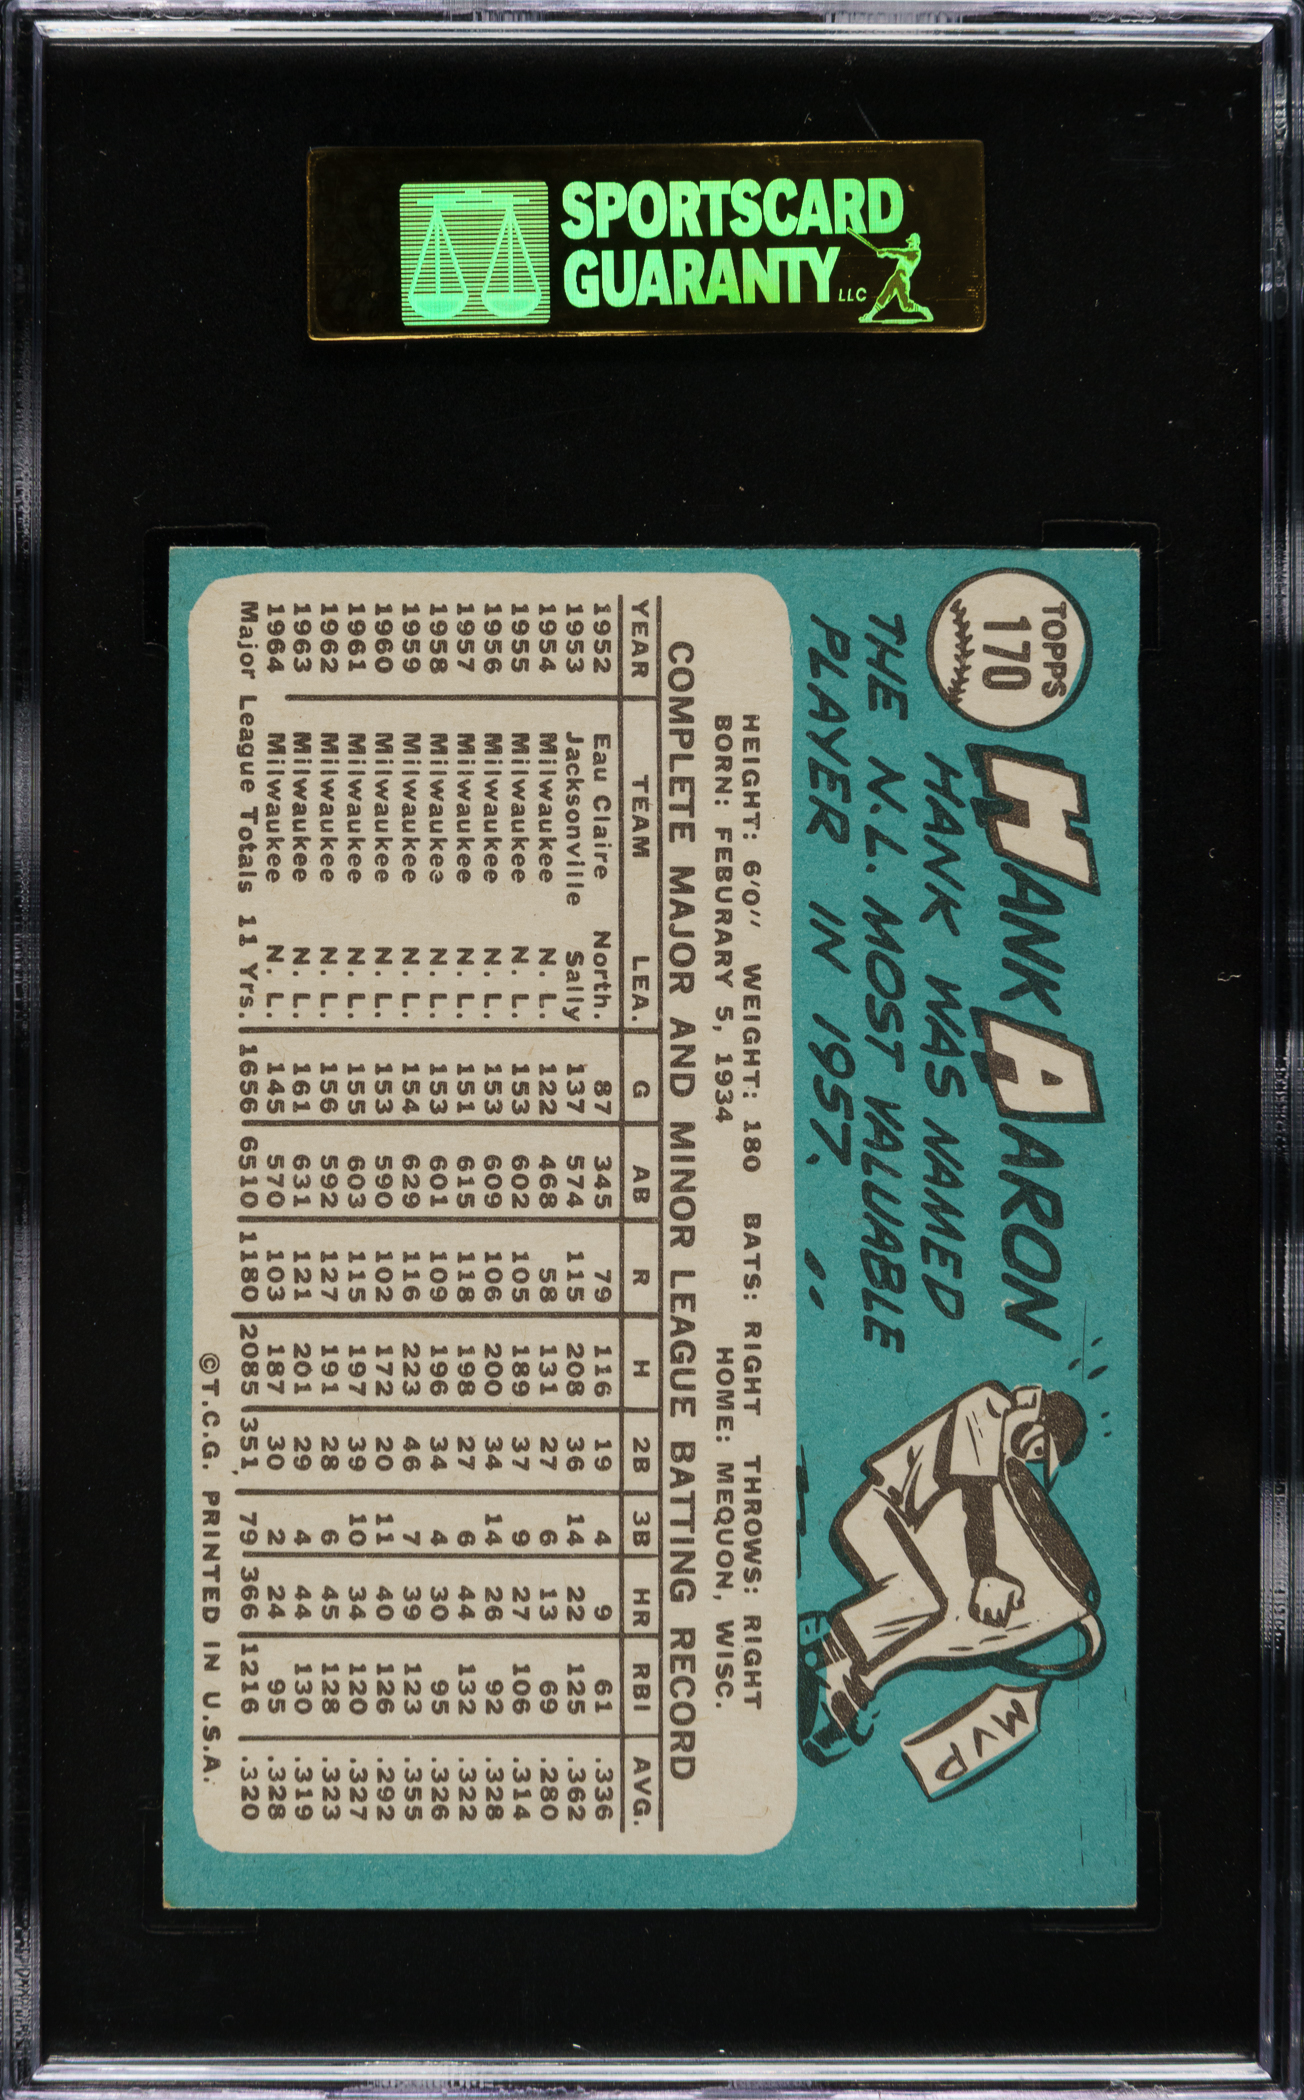 SPORTSCARD
GUARANTY LLC
TOPPS
170
HANK AARON
HANK WAS NAMED
THE N.L. MOST VALUABLE
PLAYER IN 1957.
MVP
HEIGHT: 6'0" WEIGHT: 180 BATS: RIGHT THROWS: RIGHT
BORN: FEBURARY 5, 1934 HOME: MEQUON, WISC.
COMPLETE MAJOR AND MINOR LEAGUE BATTING RECORD
YEAR TEAM LEA. G AB R H 2B 3B HR RBI AVG.
1952 Eau Claire North. 87 345 79 116 19 4 9 61 .336
1953 Jacksonville Sally 137 574 115 208 36 14 22 125 .362
1954 Milwaukee N. L. 122 468 58 131 27 6 13 69 .280
1955 Milwaukee N. L. 153 602 105 189 37 9 27 106 .314
1956 Milwaukee N. L. 153 609 106 200 34 14 26 92 .328
1957 Milwaukee N. L. 151 615 118 198 27 6 44 132 .322
1958 Milwaukee N. L. 153 601 109 196 34 4 30 95 .326
1959 Milwaukee N. L. 154 629 116 223 46 7 39 123 .355
1960 Milwaukee N. L. 153 590 102 172 20 11 40 126 .292
1961 Milwaukee N. L. 155 603 115 197 39 10 34 120 .327
1962 Milwaukee N. L. 156 592 127 191 28 6 45 128 .323
1963 Milwaukee N. L. 161 631 121 201 29 4 44 130 .319
1964 Milwaukee N. L. 145 570 103 187 30 2 24 95 .328
Major League Totals 11 Yrs. 1656 6510 1180 2085 351 79 366 1216 .320
©T.C.G. PRINTED IN U.S.A.